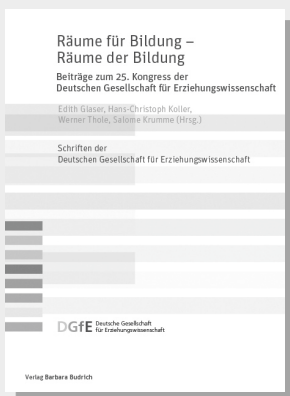 Räume für Bildung –
Räume der Bildung
Beiträge zum 25. Kongress der
Deutschen Gesellschaft für Erziehungswissenschaft
Edith Glaser, Hans-Christoph Koller,
Werner Thole, Salome Krumme (Hrsg.)
Schriften der
Deutschen Gesellschaft für Erziehungswissenschaft
DGfE Deutsche Gesellschaft
für Erziehungswissenschaft
Verlag Barbara Budrich